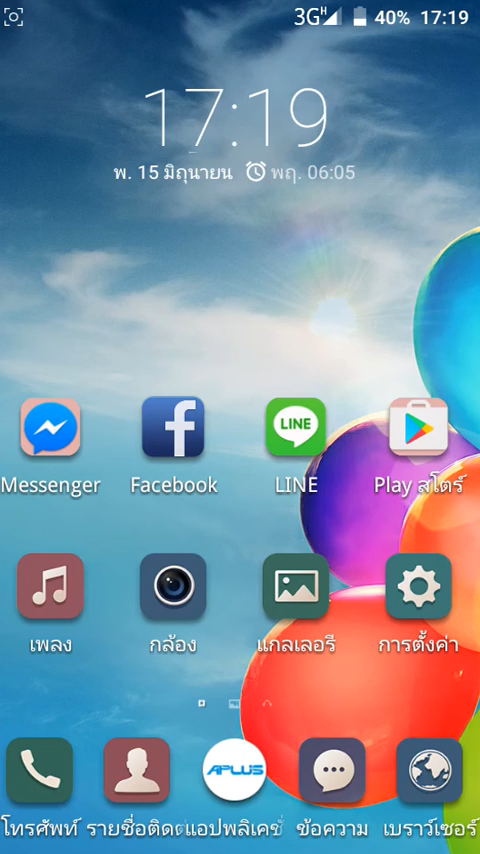 3G H 40% 17:19
17:19
พ. 15 มิถุนายน พฤ. 06:05
LINE
Messenger Facebook LINE Play สโตร์
เพลง กล้อง แกลเลอรี การตั้งค่า
APLUS
โทรศัพท์ รายชื่อติดต่ แอปพลิเคชั ข้อความ เบราว์เซอร์